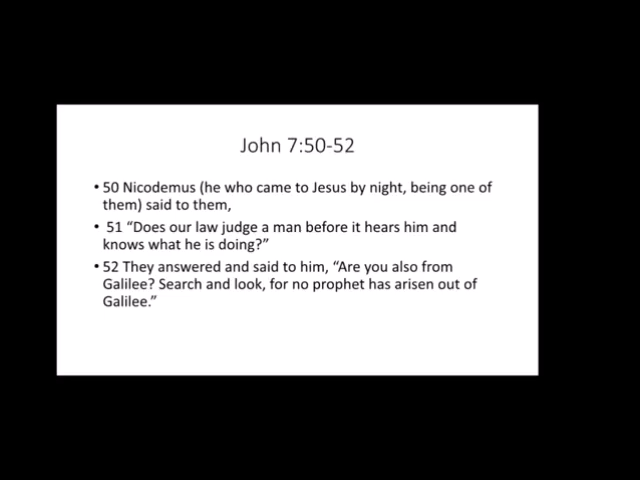 John 7:50-52
• 50 Nicodemus (he who came to Jesus by night, being one of
them) said to them,
• 51 “Does our law judge a man before it hears him and
knows what he is doing?”
• 52 They answered and said to him, “Are you also from
Galilee? Search and look, for no prophet has arisen out of
Galilee.”